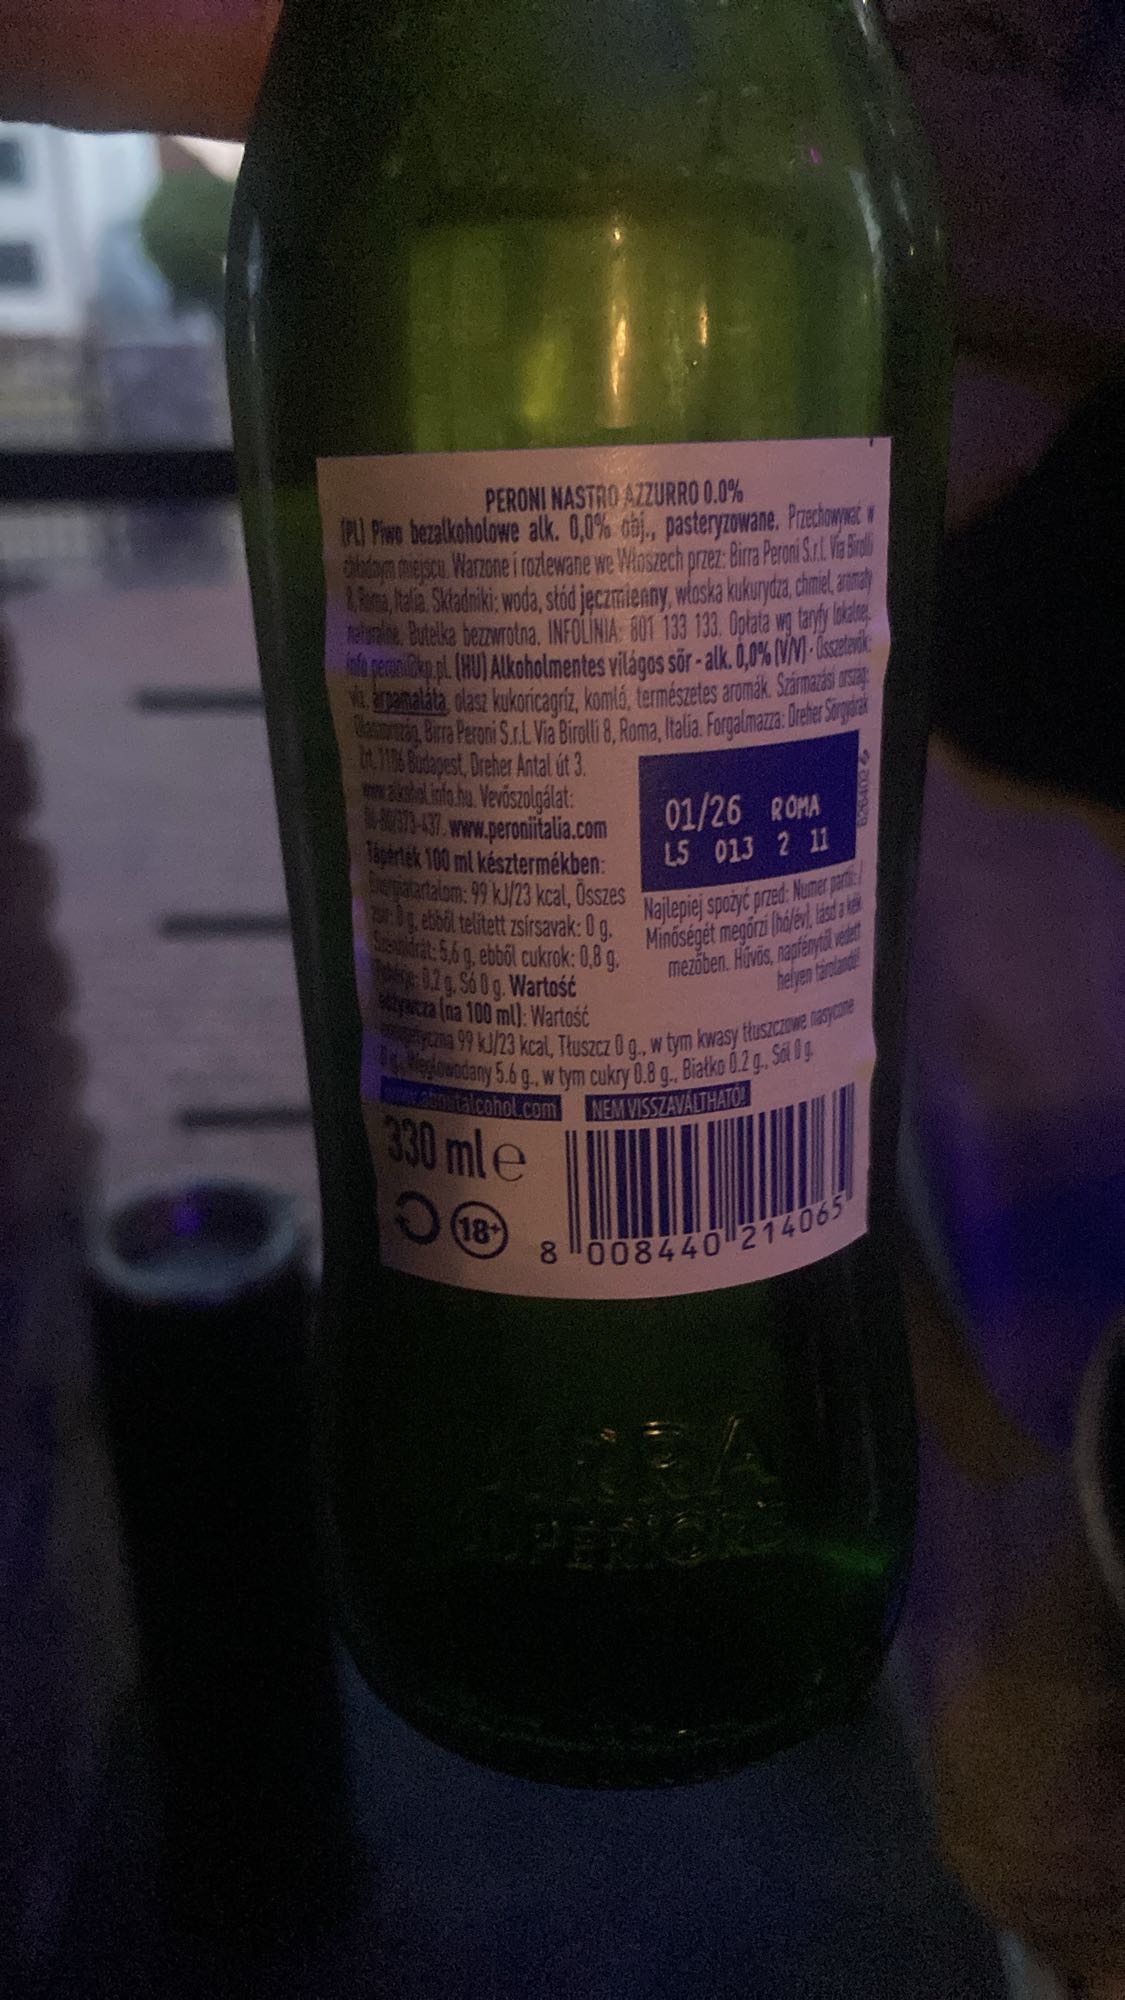 PERONI NASTRO AZZURRO 0.0%
(PL) Piwo bezalkoholowe alk. 0,0% obj., pasteryzowane. Przechowywać w
chłodnym miejscu. Warzone i rozlewane we Włoszech przez: Birra Peroni S.r.l. Via Birolli
8, Roma, Italia. Składniki: woda, słód jęczmienny, włoska kukurydza, chmiel, aromaty
naturalne. Butelka bezzwrotna. INFOLINIA: 801 133 133. Opłata wg taryfy lokalnej.
info peroni@kp.pl. (HU) Alkoholmentes világos sör - alk. 0,0% (V/V) - Összetevők:
víz, árpamaláta, olasz kukoricagríz, komló, természetes aromák. Származási ország:
Olaszország, Birra Peroni S.r.l. Via Birolli 8, Roma, Italia. Forgalmazza: Dreher Sörgyárak
Zrt. 1106 Budapest, Dreher Antal út 3.
www.alkohol.info.hu. Vevőszolgálat:
06-80/373-437. www.peroniitalia.com
Tápérték 100 ml késztermékben:
Energiatartalom: 99 kJ/23 kcal, Összes
zsír: 0 g, ebből telített zsírsavak: 0 g,
Szénhidrát: 5,6 g, ebből cukrok: 0,8 g,
Fehérje: 0,2 g, Só 0 g. Wartość
odżywcza (na 100 ml): Wartość
energetyczna 99 kJ/23 kcal, Tłuszcz 0 g., w tym kwasy tłuszczowe nasycone
0 g., Węglowodany 5.6 g., w tym cukry 0.8 g., Białko 0.2 g., Sól 0 g.
01/26 ROMA
L5 013 2 11
Najlepiej spożyć przed: Numer partii: /
Minőségét megőrzi (hó/év), lásd a kék
mezőben. Hűvös, napfénytől védett
helyen tárolandó!
www.aboutalcohol.com
NEM VISSZAVÁLTHATÓ!
330 ml e
18+
8 008440 214065